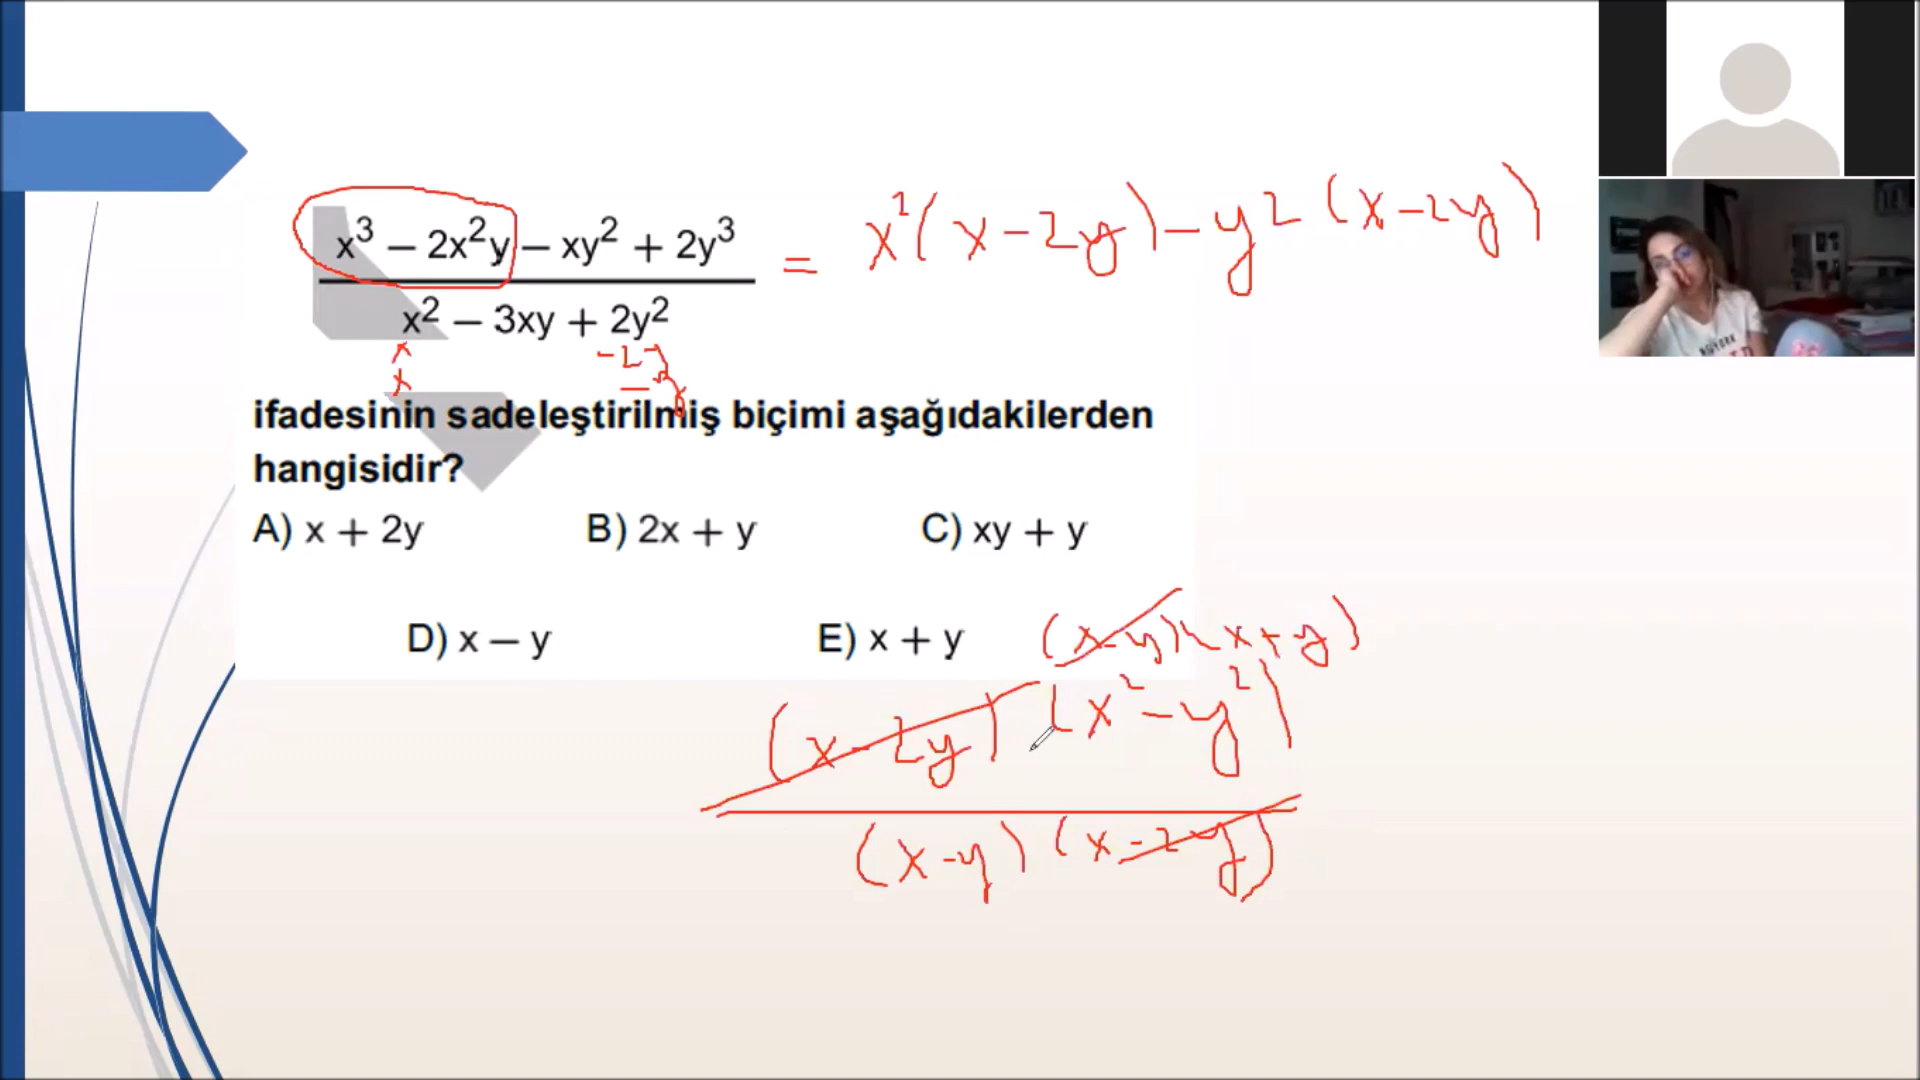 x³ – 2x²y – xy² + 2y³ = x²(x-2y)-y²(x-2y)
x² – 3xy + 2y²
x -2y
x -y
ifadesinin sadeleştirilmiş biçimi aşağıdakilerden
hangisidir?
A) x + 2y B) 2x + y C) xy + y
D) x – y E) x + y
(x-y)(x+y)
(x-2y) (x²-y²)
(x-y) (x-2y)